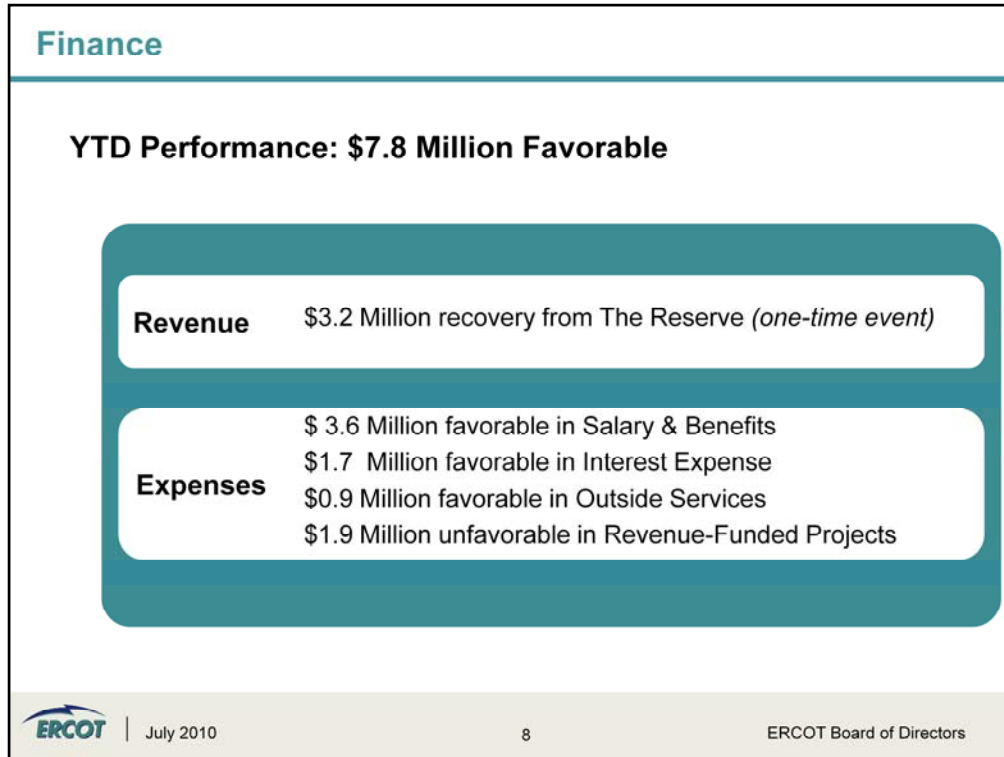 Finance
YTD Performance: $7.8 Million Favorable
Revenue
$3.2 Million recovery from The Reserve (one-time event)
Expenses
$ 3.6 Million favorable in Salary & Benefits
$1.7  Million favorable in Interest Expense
$0.9 Million favorable in Outside Services
$1.9 Million unfavorable in Revenue-Funded Projects
ERCOT | July 2010 8 ERCOT Board of Directors